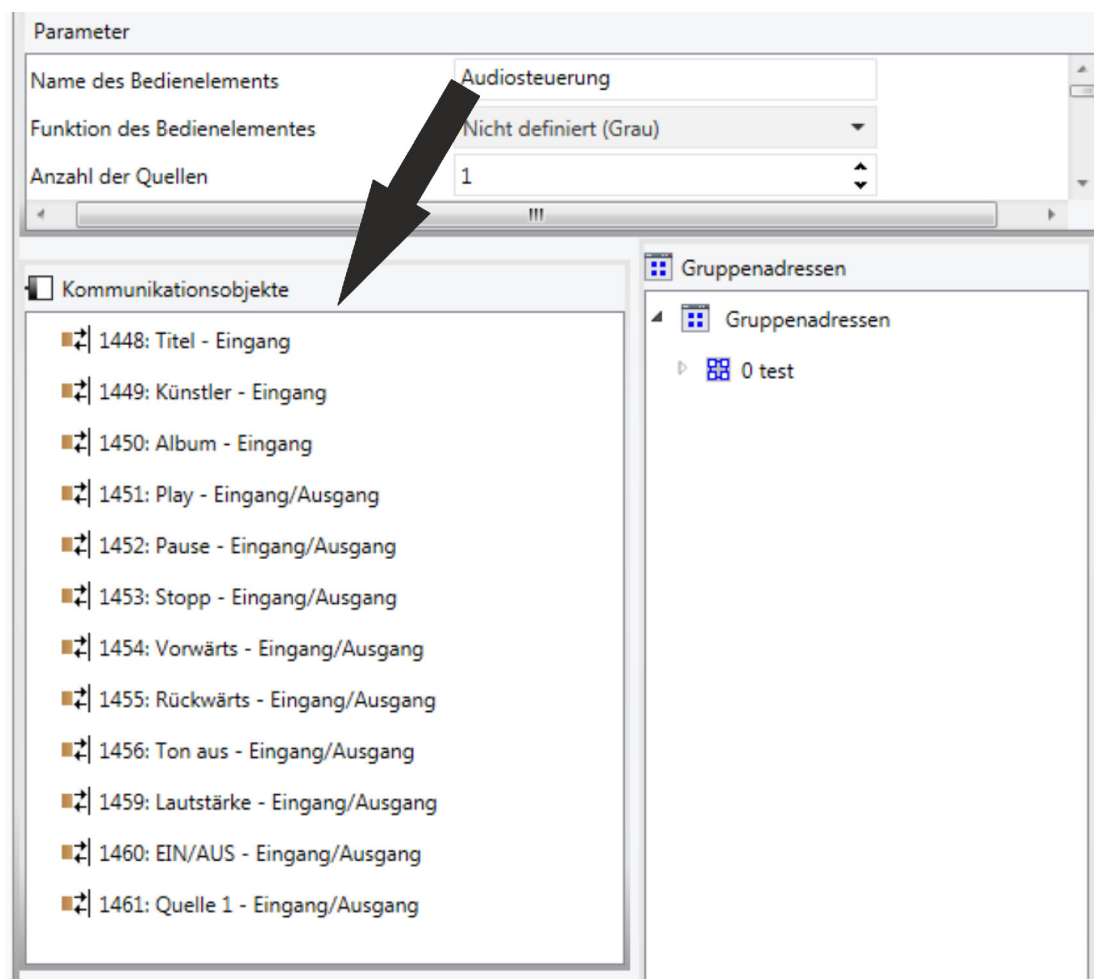 Parameter
Name des Bedienelements Audiosteuerung
Funktion des Bedienelementes Nicht definiert (Grau)
Anzahl der Quellen 1
Kommunikationsobjekte
1448: Titel - Eingang
1449: Künstler - Eingang
1450: Album - Eingang
1451: Play - Eingang/Ausgang
1452: Pause - Eingang/Ausgang
1453: Stopp - Eingang/Ausgang
1454: Vorwärts - Eingang/Ausgang
1455: Rückwärts - Eingang/Ausgang
1456: Ton aus - Eingang/Ausgang
1459: Lautstärke - Eingang/Ausgang
1460: EIN/AUS - Eingang/Ausgang
1461: Quelle 1 - Eingang/Ausgang
Gruppenadressen
Gruppenadressen
0 test